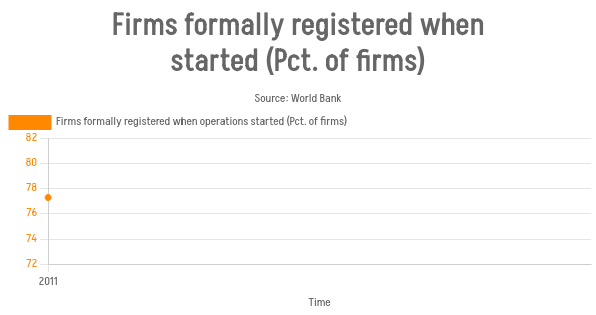 Firms formally registered when
started (Pct. of firms)
Source: World Bank
Firms formally registered when operations started (Pct. of firms)
82
80
78
76
74
72
2011
Time